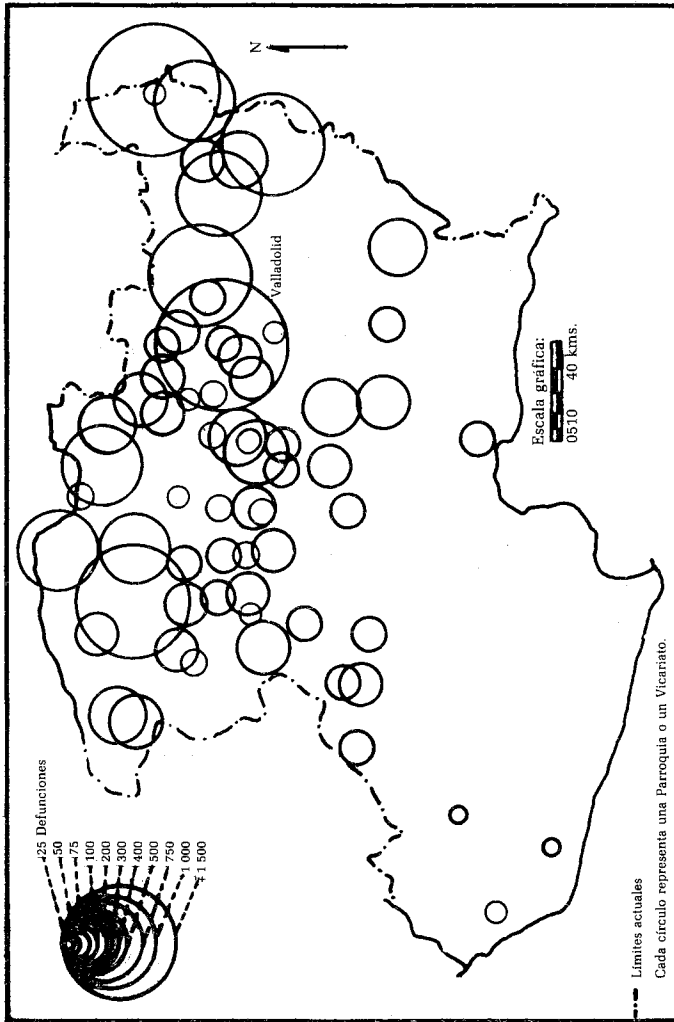 25 Defunciones
50
75
100
200
300
400
500
750
1 000
1 500
N
Valladolid
Escala gráfica:
0510 40 kms.
Límites actuales
Cada círculo representa una Parroquia o un Vicariato.